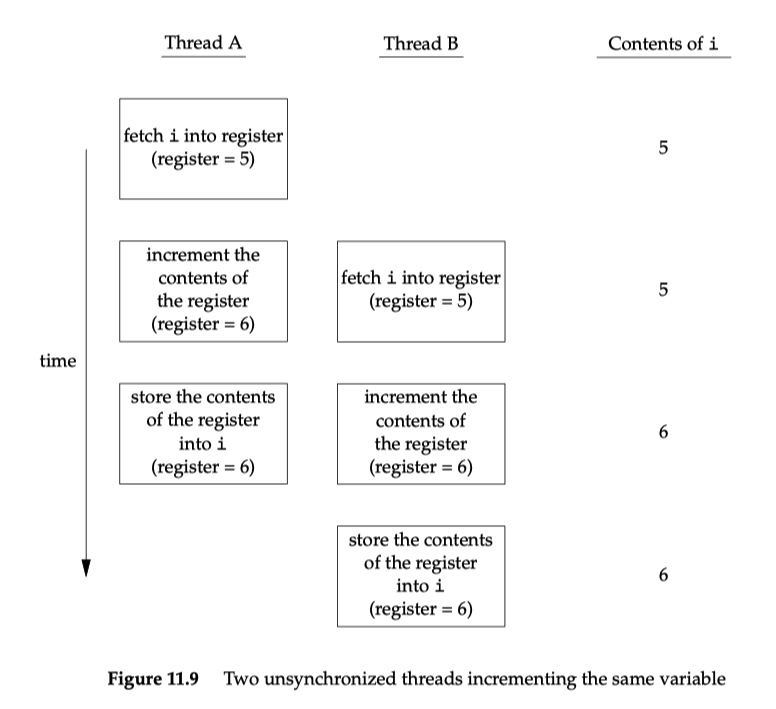 Thread A
Thread B
Contents of i
fetch i into register
(register = 5)
5
increment the
contents of
the register
(register = 6)
fetch i into register
(register = 5)
5
time
store the contents
of the register
into i
(register = 6)
increment the
contents of
the register
(register = 6)
6
store the contents
of the register
into i
(register = 6)
6
Figure 11.9 Two unsynchronized threads incrementing the same variable